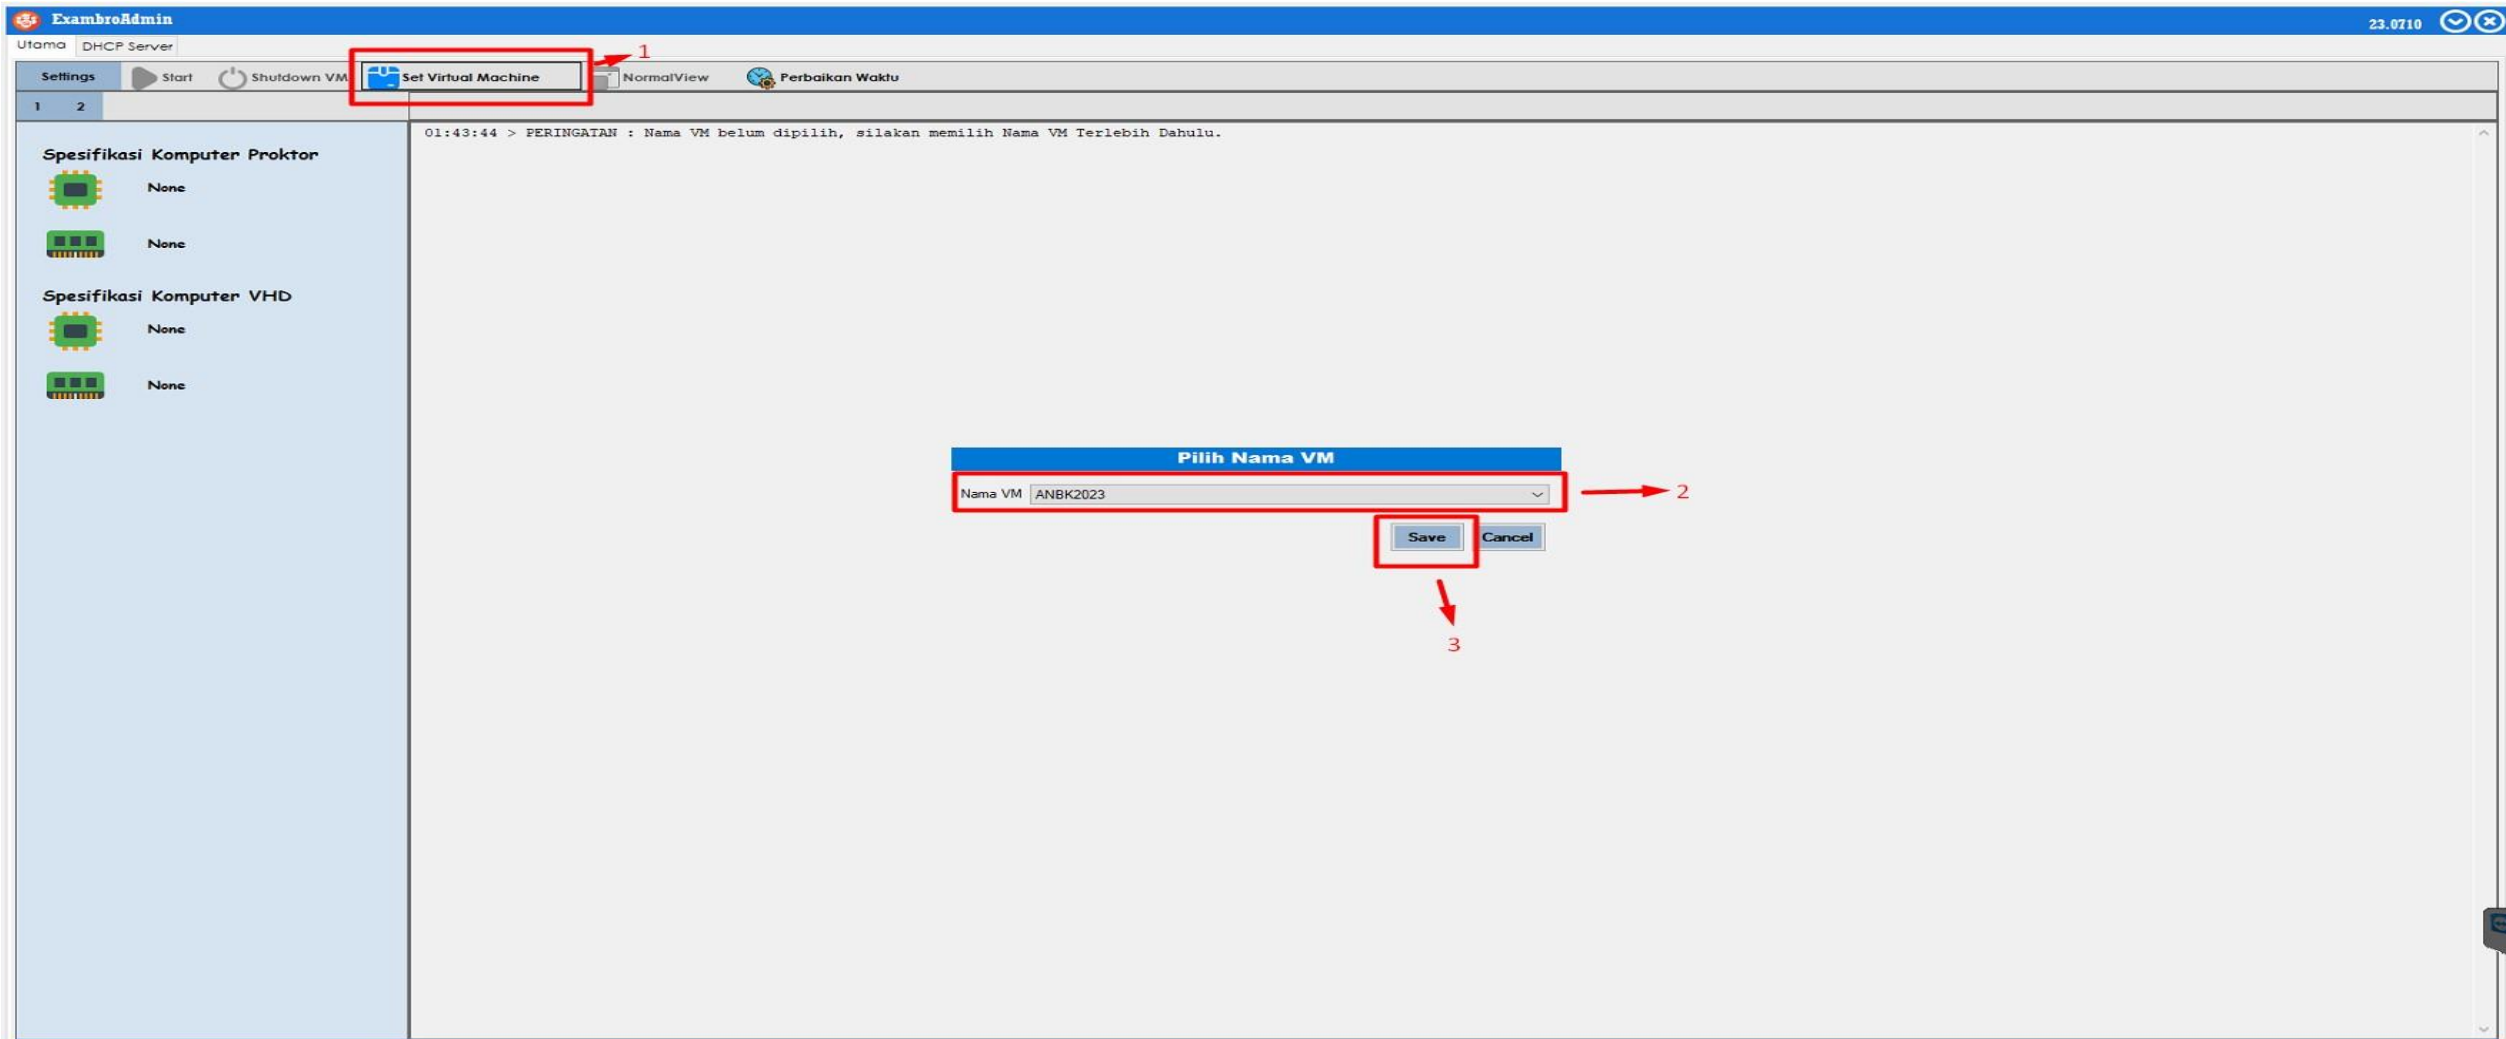 ExambroAdmin 23.0710
Utama DHCP Server
1
Settings Start Shutdown VM Set Virtual Machine NormalView Perbaikan Waktu
1 2
01:43:44 > PERINGATAN : Nama VM belum dipilih, silakan memilih Nama VM Terlebih Dahulu.
Spesifikasi Komputer Proktor
None
None
Spesifikasi Komputer VHD
None
None
Pilih Nama VM
Nama VM ANBK2023
2
Save Cancel
3